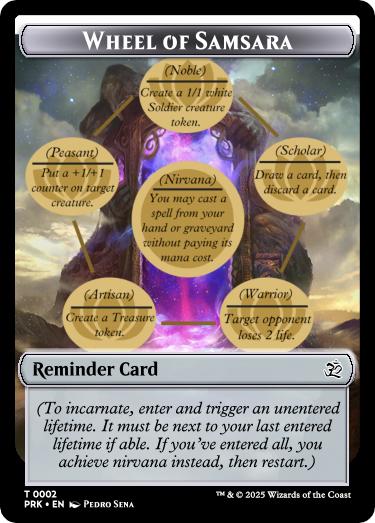 Wheel of Samsara
(Noble)
Create a 1/1 white
Soldier creature
token.
(Peasant)
Put a +1/+1
counter on target
creature.
(Scholar)
Draw a card, then
discard a card.
(Nirvana)
You may cast a
spell from your
hand or graveyard
without paying its
mana cost.
(Artisan)
Create a Treasure
token.
(Warrior)
Target opponent
loses 2 life.
Reminder Card
(To incarnate, enter and trigger an unentered
lifetime. It must be next to your last entered
lifetime if able. If you've entered all, you
achieve nirvana instead, then restart.)
T 0002
PRK • EN Pedro Sena
™ & © 2025 Wizards of the Coast